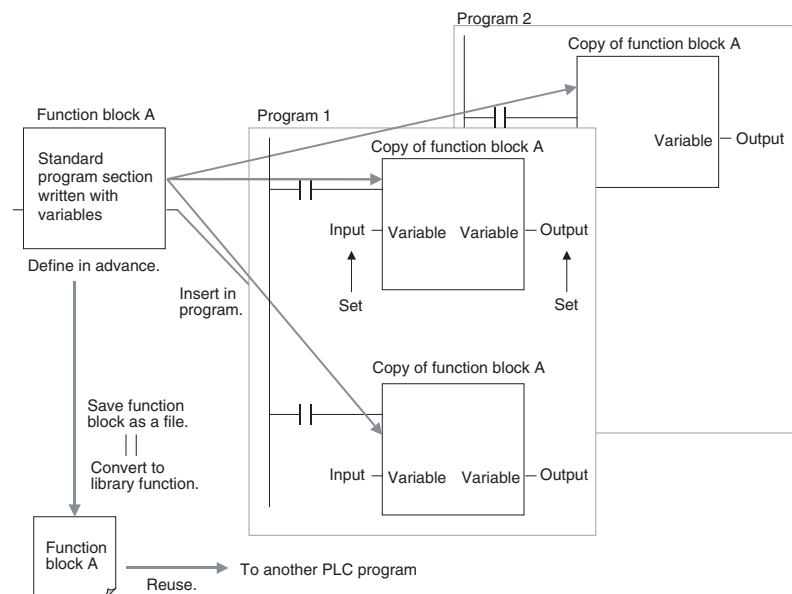 Program 2
Copy of function block A
Variable
Output
Function block A
Standard
program section
written with
variables
Define in advance.
Insert in
program.
Program 1
Copy of function block A
Input
Variable
Variable
Output
Set
Set
Copy of function block A
Input
Variable
Variable
Output
Save function
block as a file.
Convert to
library function.
Function
block A
Reuse.
To another PLC program